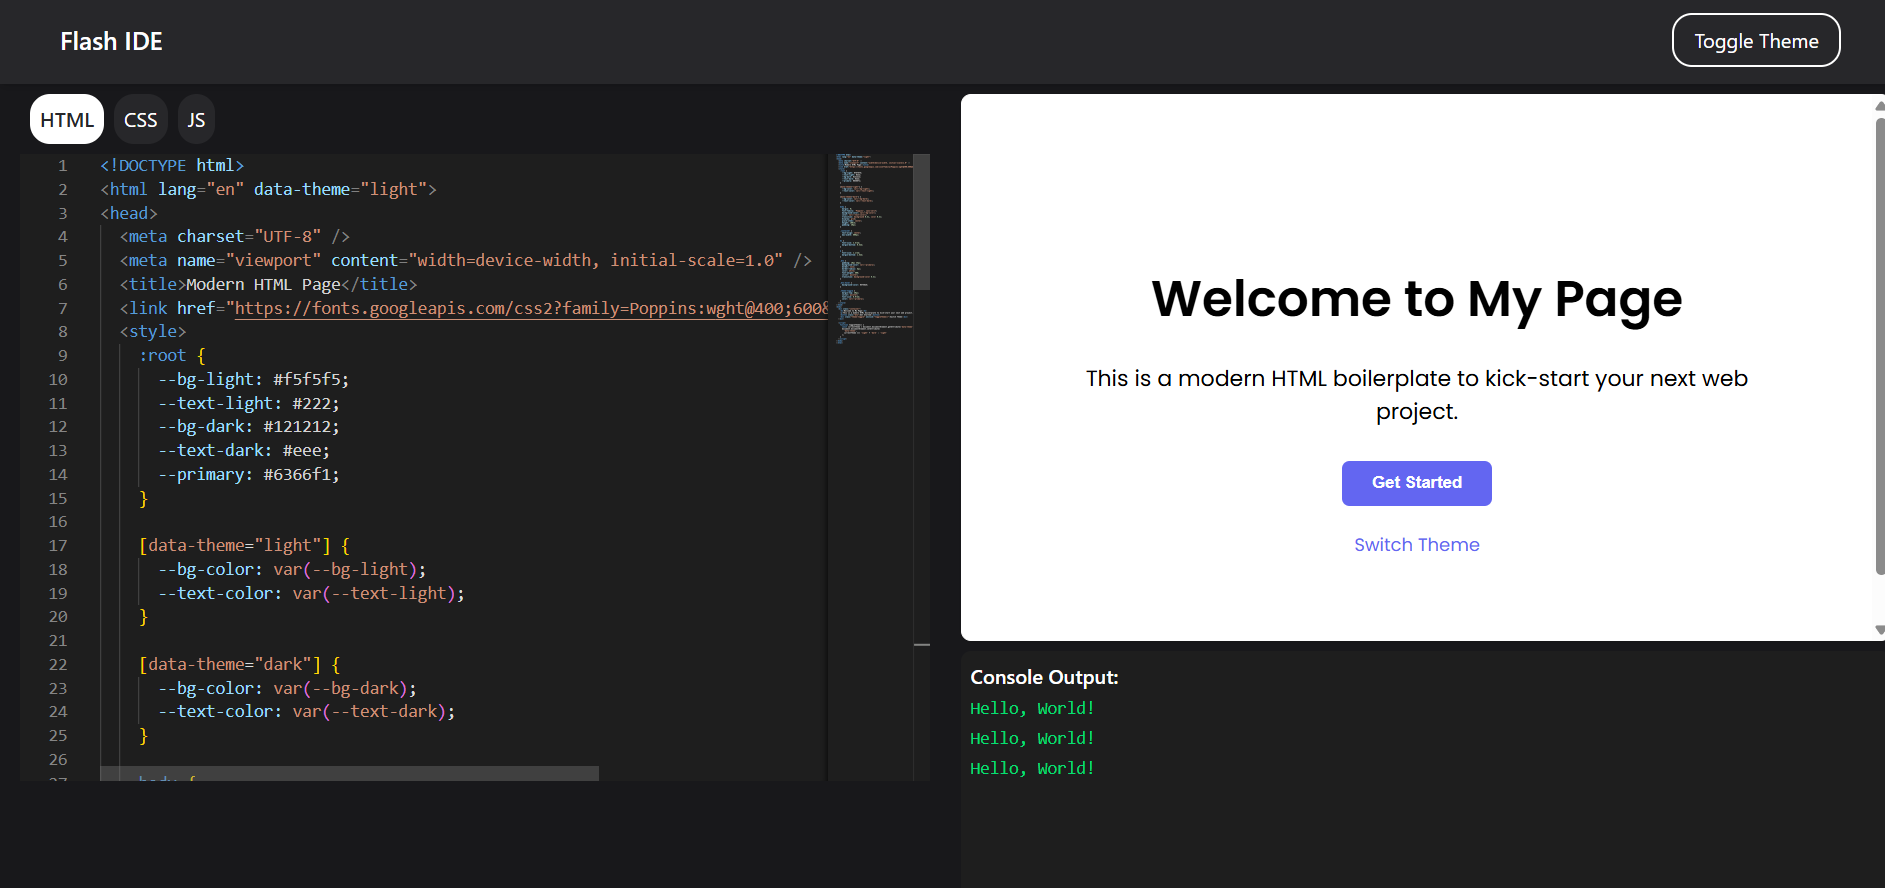 Flash IDE
Toggle Theme
HTML CSS JS
1 <!DOCTYPE html>
2 <html lang="en" data-theme="light">
3 <head>
4 <meta charset="UTF-8" />
5 <meta name="viewport" content="width=device-width, initial-scale=1.0" />
6 <title>Modern HTML Page</title>
7 <link href="https://fonts.googleapis.com/css2?family=Poppins:wght@400;600&
8 <style>
9 :root {
10 --bg-light: #f5f5f5;
11 --text-light: #222;
12 --bg-dark: #121212;
13 --text-dark: #eee;
14 --primary: #6366f1;
15 }
16
17 [data-theme="light"] {
18 --bg-color: var(--bg-light);
19 --text-color: var(--text-light);
20 }
21
22 [data-theme="dark"] {
23 --bg-color: var(--bg-dark);
24 --text-color: var(--text-dark);
25 }
26
27 body {
Welcome to My Page
This is a modern HTML boilerplate to kick-start your next web
project.
Get Started
Switch Theme
Console Output:
Hello, World!
Hello, World!
Hello, World!